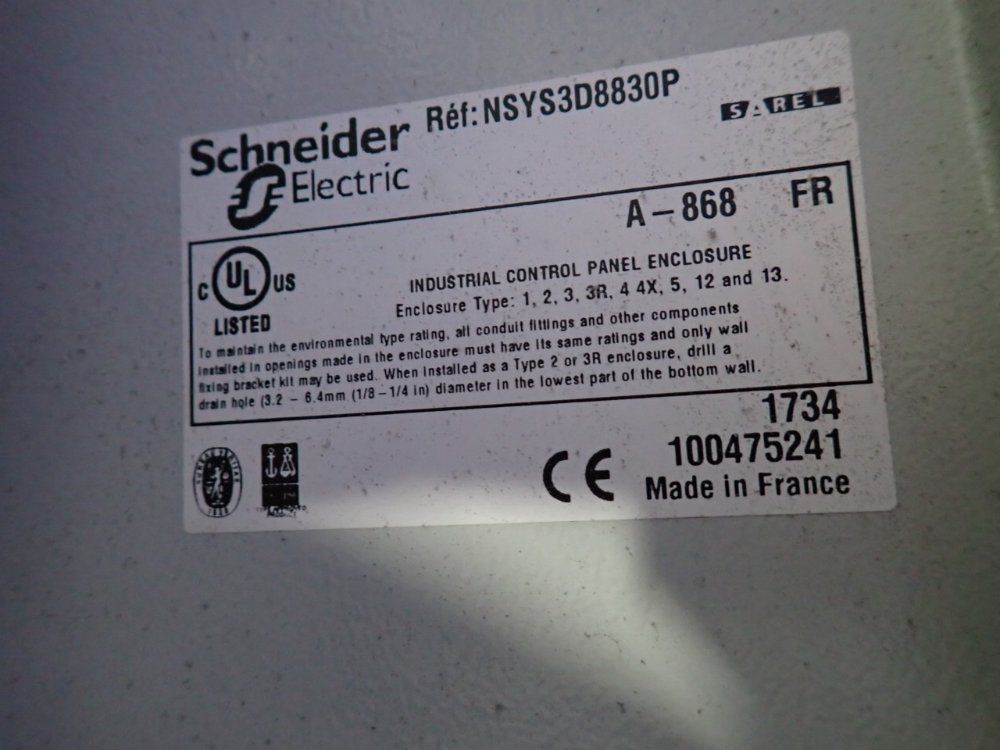 Schneider
Electric
Réf: NSYS3D8830P
SAREL
A-868 FR
C UL US
LISTED
INDUSTRIAL CONTROL PANEL ENCLOSURE
Enclosure Type: 1, 2, 3, 3R, 4 4X, 5, 12 and 13.
To maintain the environmental type rating, all conduit fittings and other components
installed in openings made in the enclosure must have its same ratings and only wall
fixing bracket kit may be used. When installed as a Type 2 or 3R enclosure, drill a
drain hole (3.2 - 6.4mm (1/8-1/4 in) diameter in the lowest part of the bottom wall.
1734
100475241
CE
Made in France